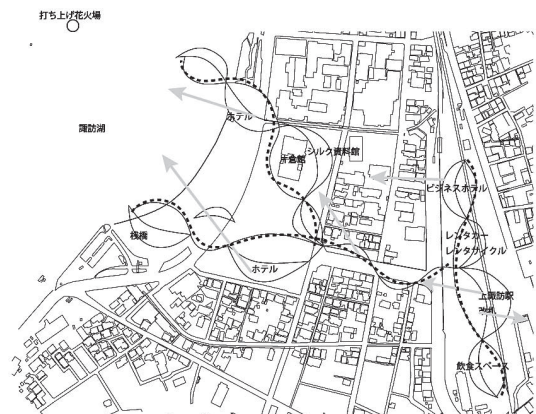 打ち上げ花火場
諏訪湖
ホテル
シルク資料館
片倉館
ビジネスホテル
桟橋
レンタカー
レンタサイクル
ホテル
上諏訪駅
飲食スペース